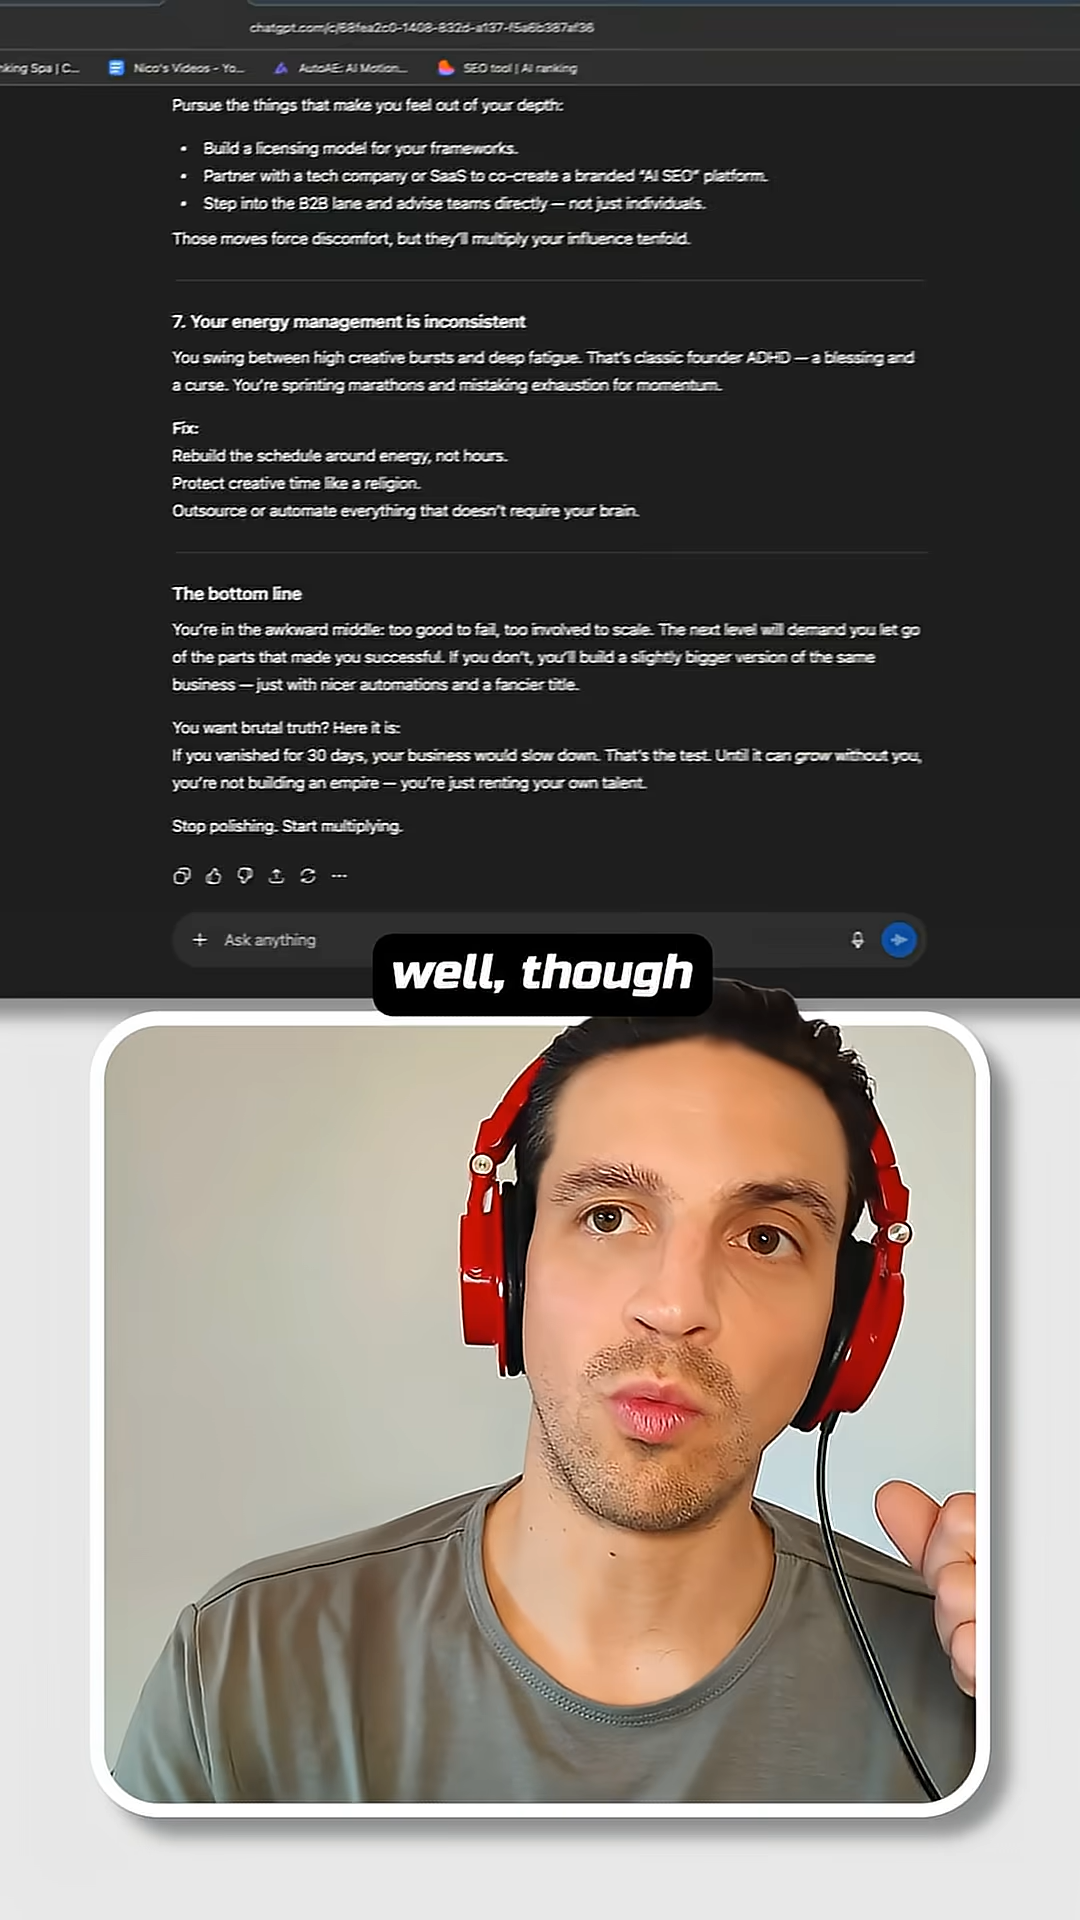 chatgpt.com/c/68fea2c0-1408-832d-a137-f5a6b387af36
nking Spa | C...
Nico's Videos - Yo...
AutoAE: AI Motion...
SEO tool | AI ranking
Pursue the things that make you feel out of your depth:
• Build a licensing model for your frameworks.
• Partner with a tech company or SaaS to co-create a branded “AI SEO” platform.
• Step into the B2B lane and advise teams directly — not just individuals.
Those moves force discomfort, but they’ll multiply your influence tenfold.
7. Your energy management is inconsistent
You swing between high creative bursts and deep fatigue. That’s classic founder ADHD — a blessing and
a curse. You’re sprinting marathons and mistaking exhaustion for momentum.
Fix:
Rebuild the schedule around energy, not hours.
Protect creative time like a religion.
Outsource or automate everything that doesn’t require your brain.
The bottom line
You’re in the awkward middle: too good to fail, too involved to scale. The next level will demand you let go
of the parts that made you successful. If you don’t, you’ll build a slightly bigger version of the same
business — just with nicer automations and a fancier title.
You want brutal truth? Here it is:
If you vanished for 30 days, your business would slow down. That’s the test. Until it can grow without you,
you’re not building an empire — you’re just renting your own talent.
Stop polishing. Start multiplying.
Ask anything
well, though